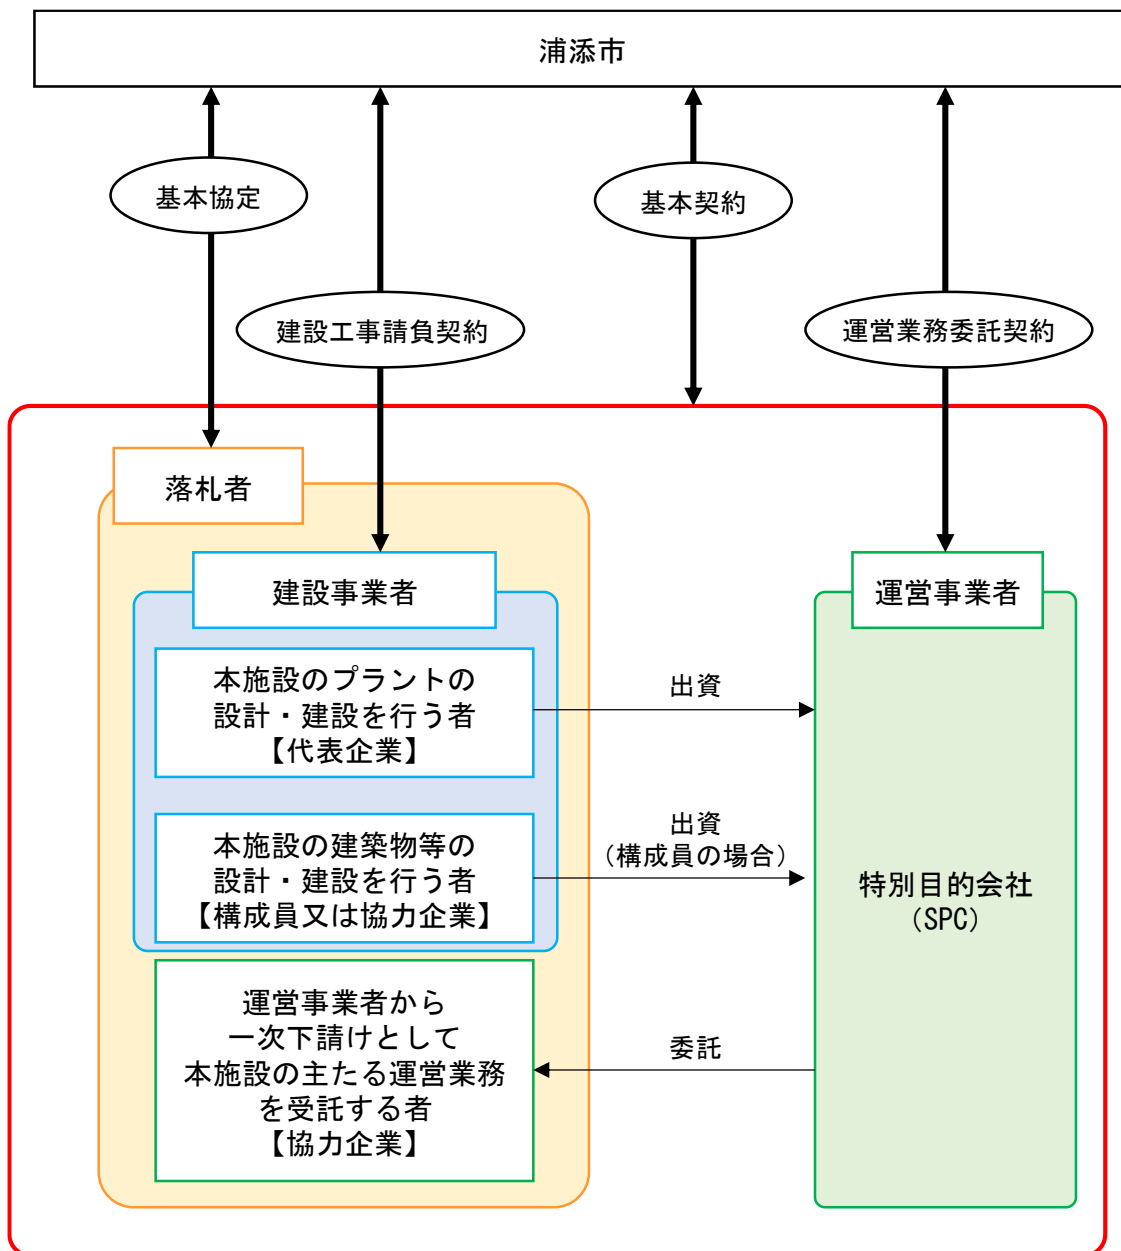 浦添市
基本協定
基本契約
建設工事請負契約
運営業務委託契約
落札者
建設事業者
運営事業者
本施設のプラントの
設計・建設を行う者
【代表企業】
出資
本施設の建築物等の
設計・建設を行う者
【構成員又は協力企業】
出資
（構成員の場合）
特別目的会社
（SPC）
運営事業者から
一次下請けとして
本施設の主たる運営業務
を受託する者
【協力企業】
委託